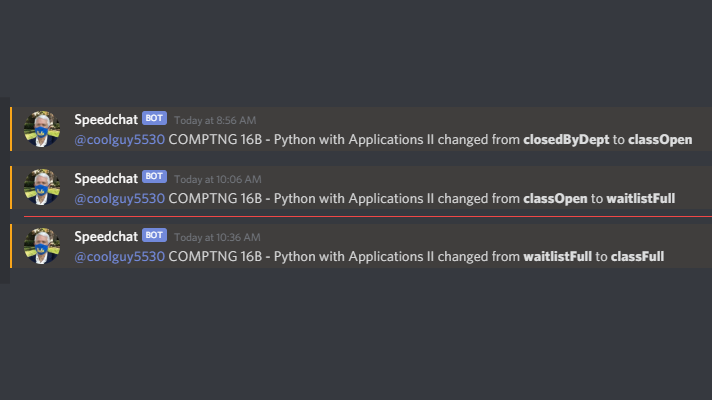 Speedchat BOT Today at 8:56 AM
@coolguy5530 COMPTNG 16B - Python with Applications II changed from closedByDept to classOpen
Speedchat BOT Today at 10:06 AM
@coolguy5530 COMPTNG 16B - Python with Applications II changed from classOpen to waitlistFull
Speedchat BOT Today at 10:36 AM
@coolguy5530 COMPTNG 16B - Python with Applications II changed from waitlistFull to classFull